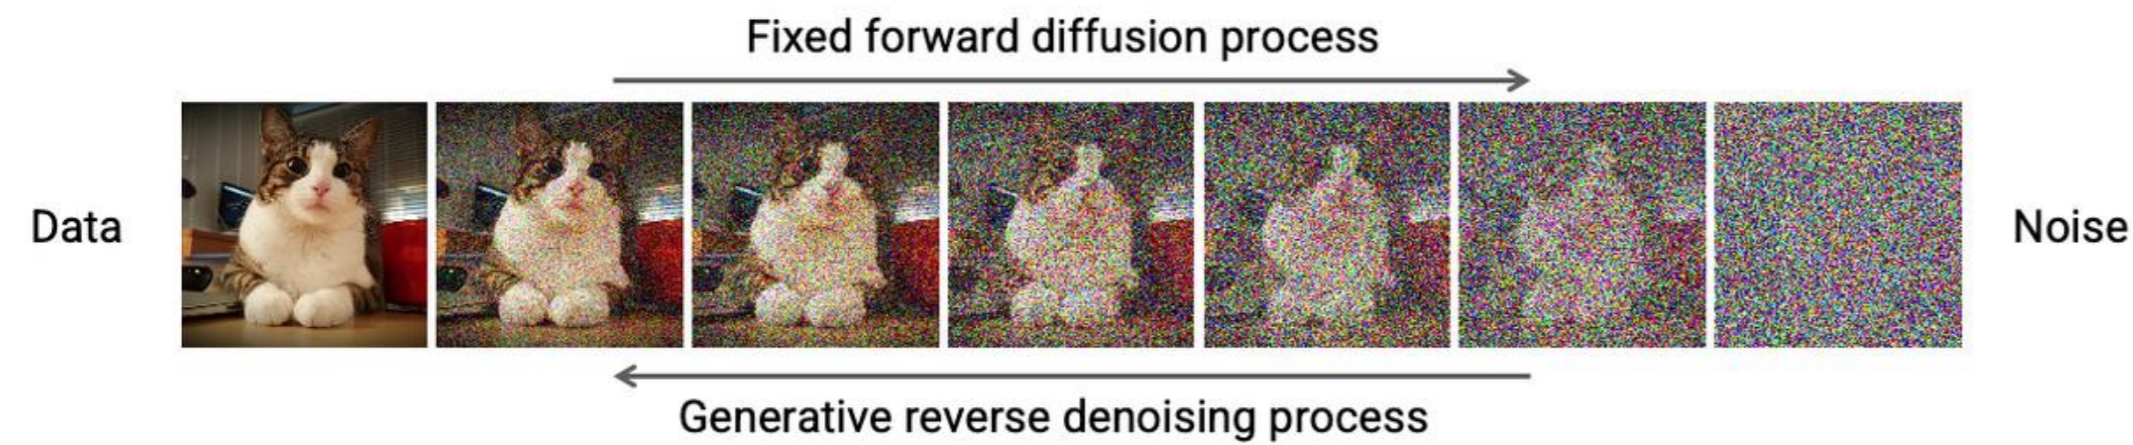 Fixed forward diffusion process
Data
Noise
Generative reverse denoising process